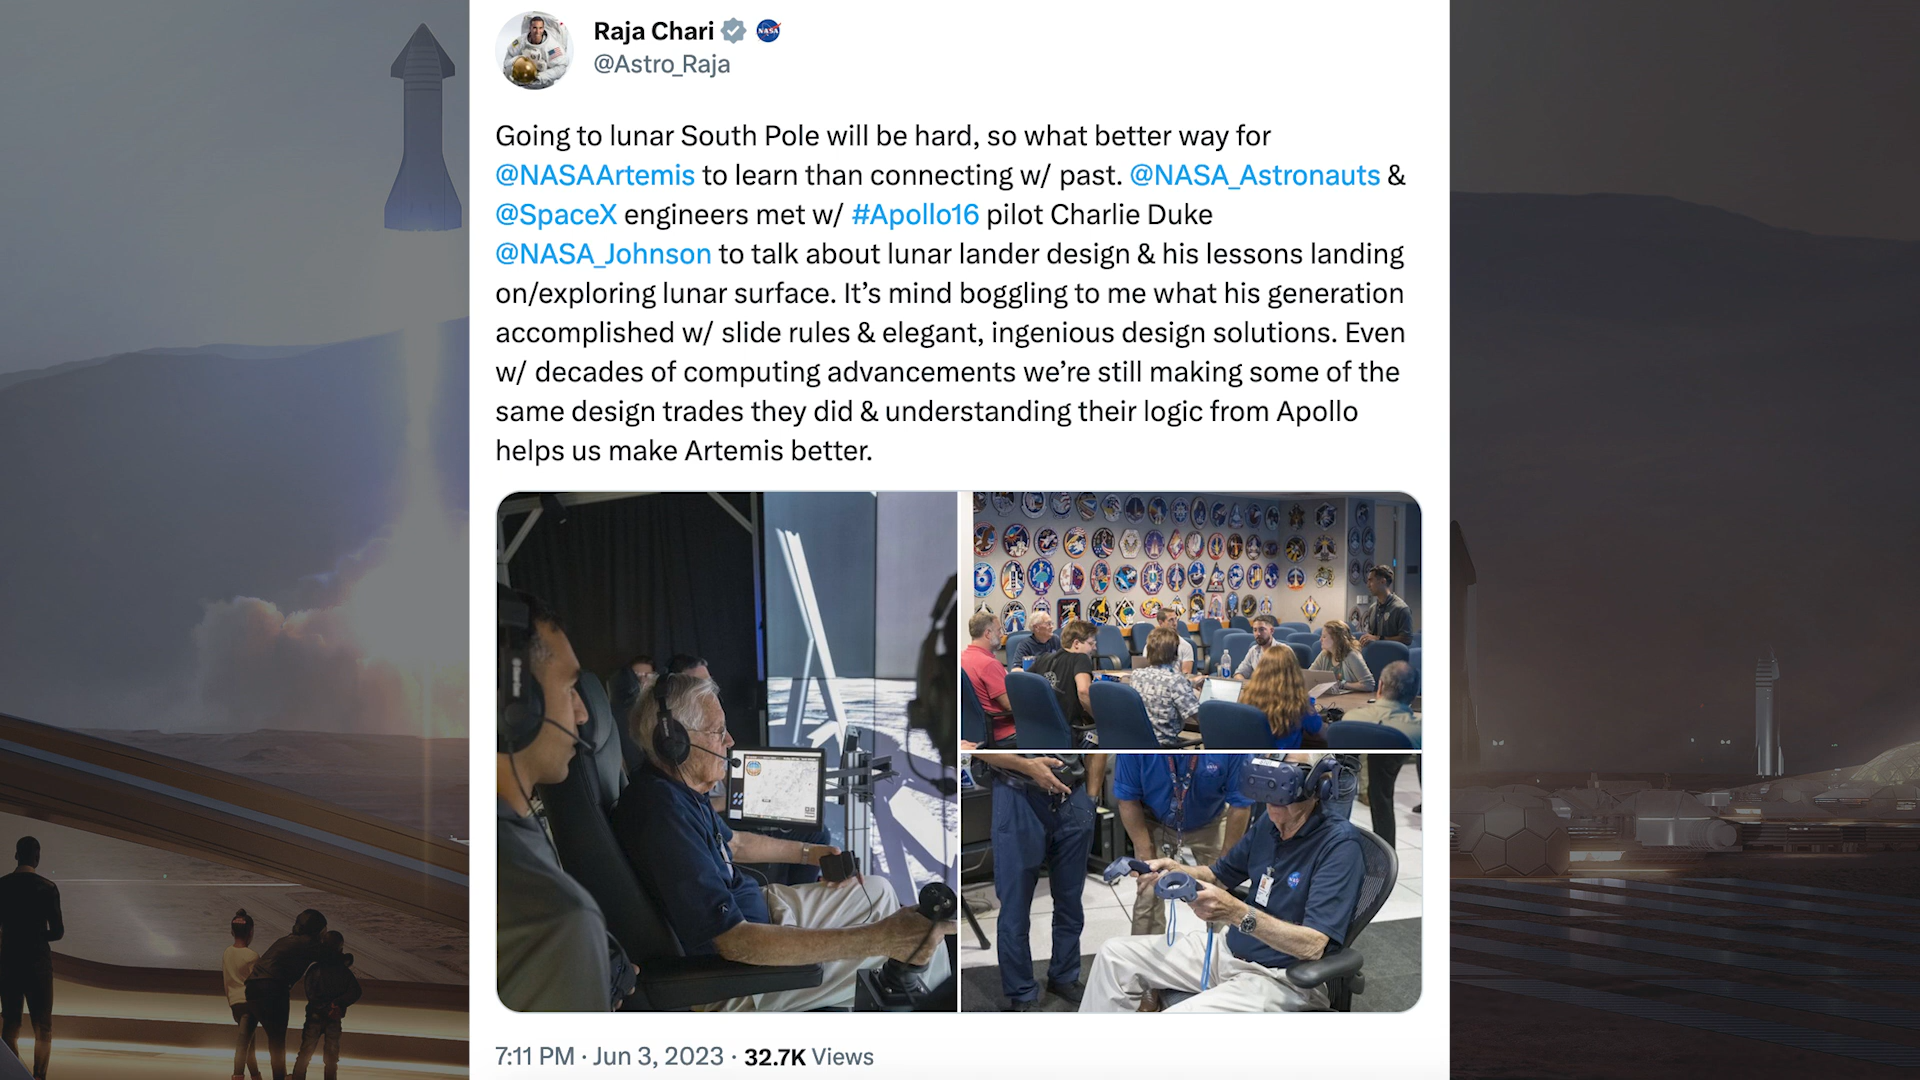 Raja Chari
NASA
@Astro_Raja
Going to lunar South Pole will be hard, so what better way for
@NASAArtemis to learn than connecting w/ past. @NASA_Astronauts &
@SpaceX engineers met w/ #Apollo16 pilot Charlie Duke
@NASA_Johnson to talk about lunar lander design & his lessons landing
on/exploring lunar surface. It’s mind boggling to me what his generation
accomplished w/ slide rules & elegant, ingenious design solutions. Even
w/ decades of computing advancements we’re still making some of the
same design trades they did & understanding their logic from Apollo
helps us make Artemis better.
7:11 PM · Jun 3, 2023 · 32.7K Views